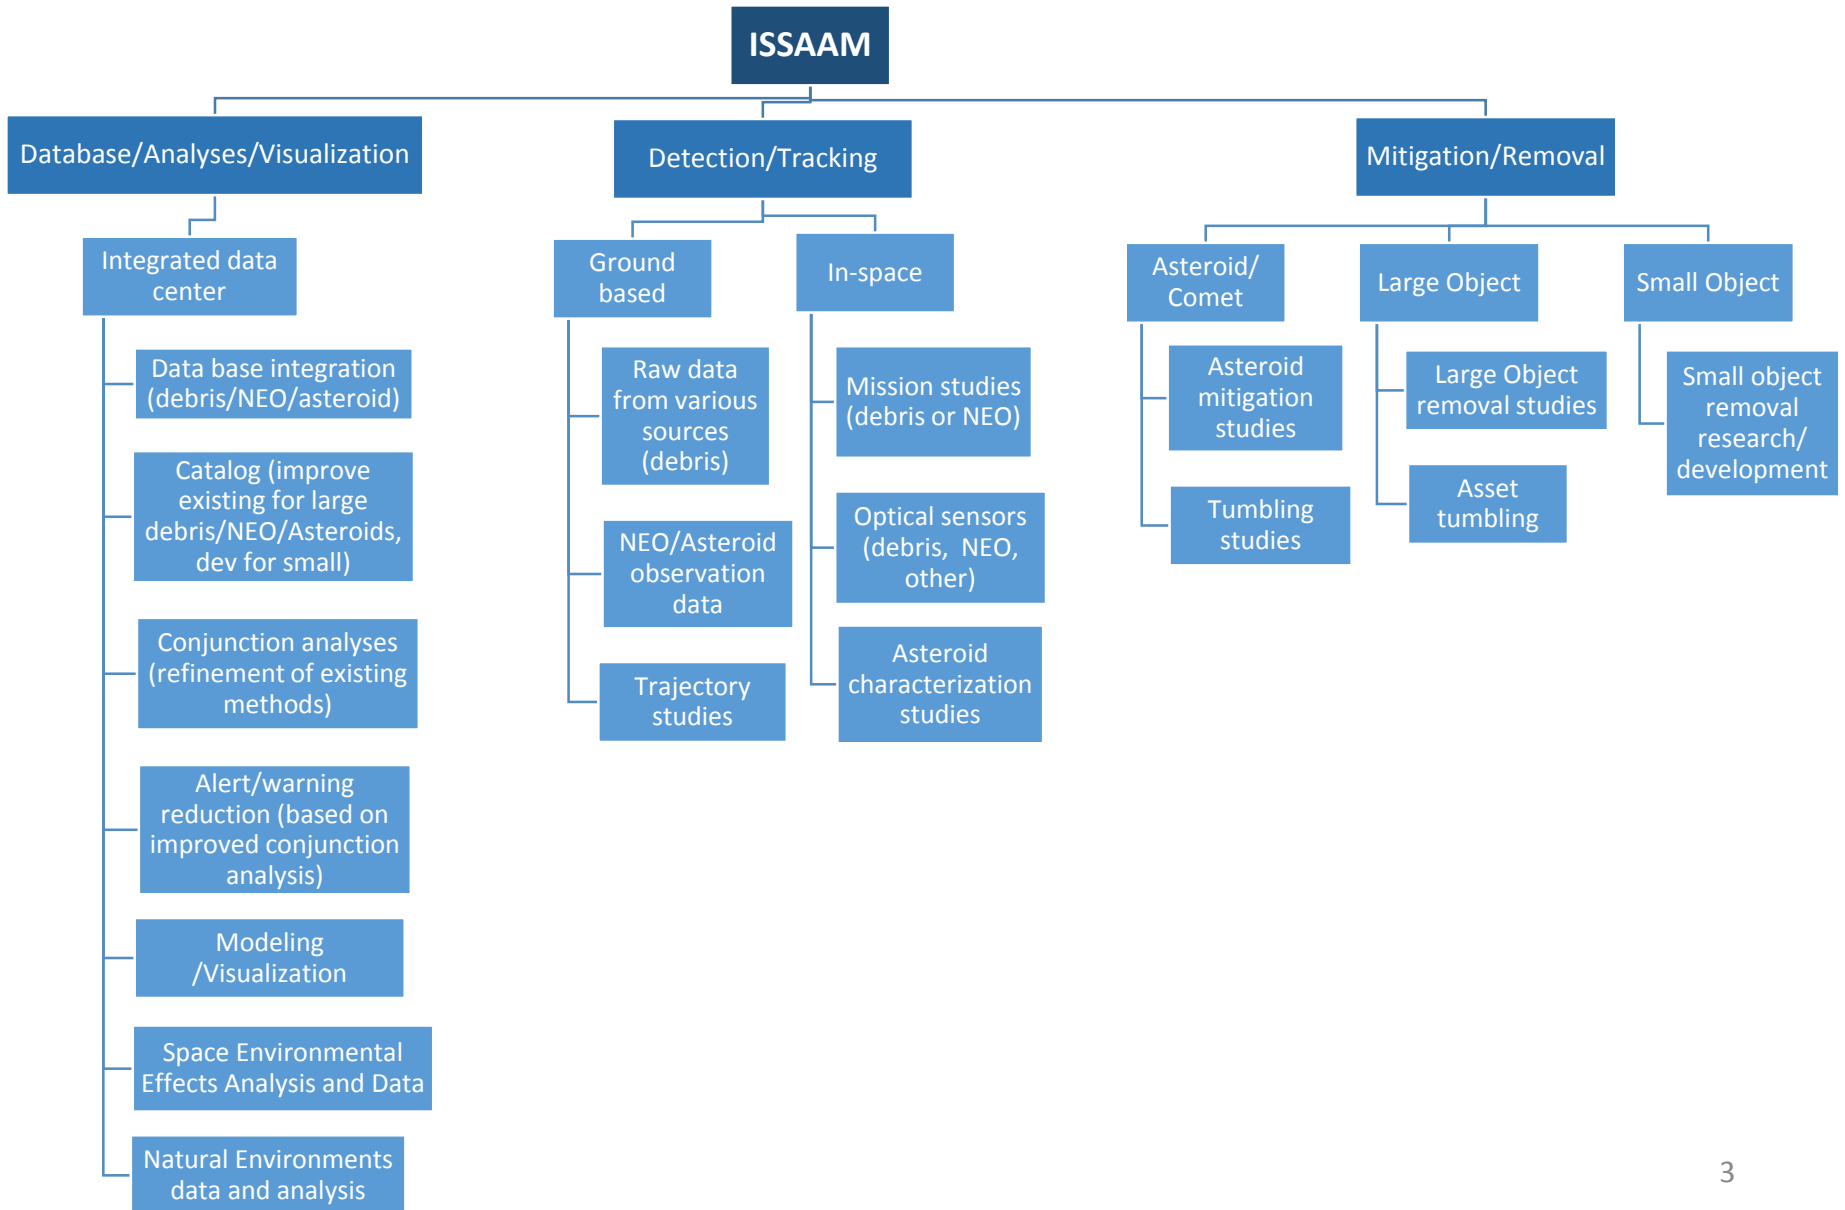 ISSAAM
Database/Analyses/Visualization
Integrated data
center
Data base integration
(debris/NEO/asteroid)
Catalog (improve
existing for large
debris/NEO/Asteroids,
dev for small)
Conjunction analyses
(refinement of existing
methods)
Alert/warning
reduction (based on
improved conjunction
analysis)
Modeling
/Visualization
Space Environmental
Effects Analysis and Data
Natural Environments
data and analysis
Detection/Tracking
Ground
based
Raw data
from various
sources
(debris)
NEO/Asteroid
observation
data
Trajectory
studies
In-space
Mission studies
(debris or NEO)
Optical sensors
(debris, NEO,
other)
Asteroid
characterization
studies
Mitigation/Removal
Asteroid/
Comet
Asteroid
mitigation
studies
Tumbling
studies
Large Object
Large Object
removal studies
Asset
tumbling
Small Object
Small object
removal
research/
development
3